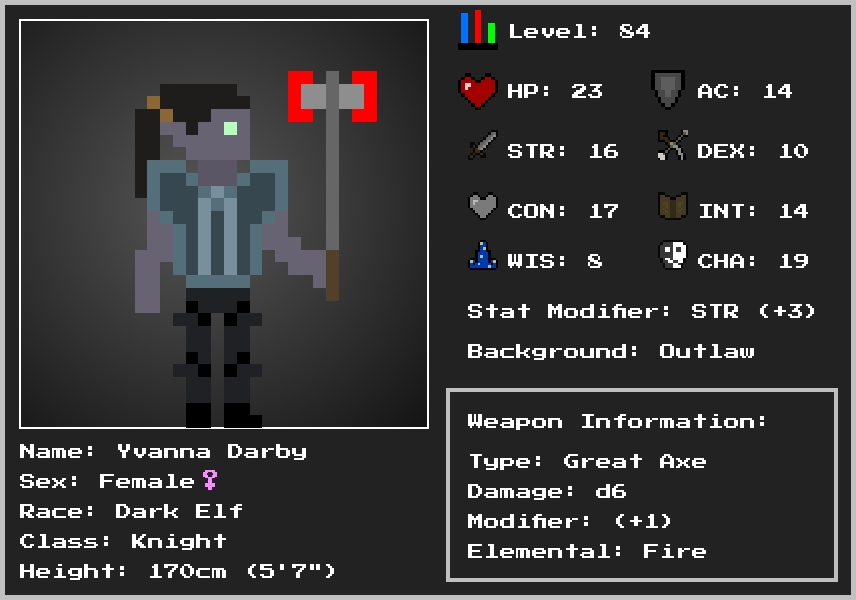 Level: 84
HP: 23 AC: 14
STR: 16 DEX: 10
CON: 17 INT: 14
WIS: 8 CHA: 19
Stat Modifier: STR (+3)
Background: Outlaw
Weapon Information:
Type: Great Axe
Damage: d6
Modifier: (+1)
Elemental: Fire
Name: Yvanna Darby
Sex: Female♀
Race: Dark Elf
Class: Knight
Height: 170cm (5'7")